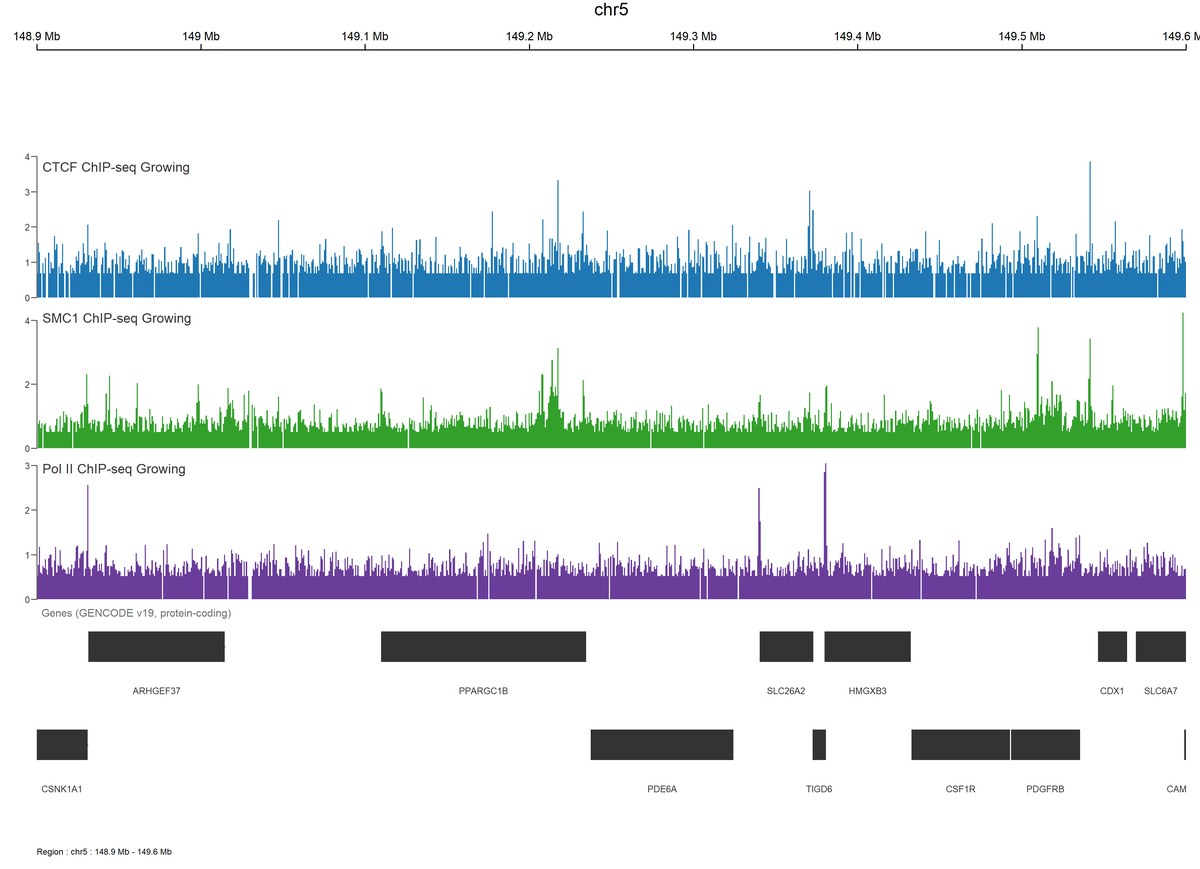 chr5
148.9 Mb 149 Mb 149.1 Mb 149.2 Mb 149.3 Mb 149.4 Mb 149.5 Mb 149.6 M
CTCF ChIP-seq Growing
4
3
2
1
0
SMC1 ChIP-seq Growing
4
2
0
Pol II ChIP-seq Growing
3
2
1
0
Genes (GENCODE v19, protein-coding)
ARHGEF37 PPARGC1B SLC26A2 HMGXB3 CDX1 SLC6A7
CSNK1A1 PDE6A TIGD6 CSF1R PDGFRB CAM
Region : chr5 : 148.9 Mb - 149.6 Mb